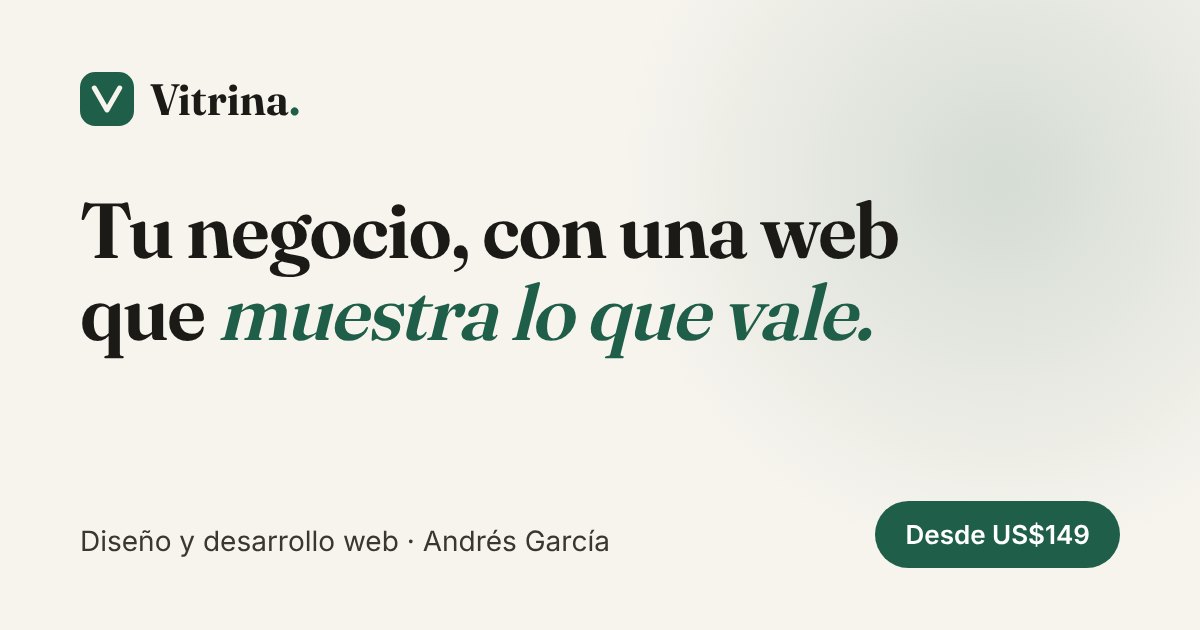 Vitrina.
Tu negocio, con una web
que muestra lo que vale.
Diseño y desarrollo web · Andrés García
Desde US$149